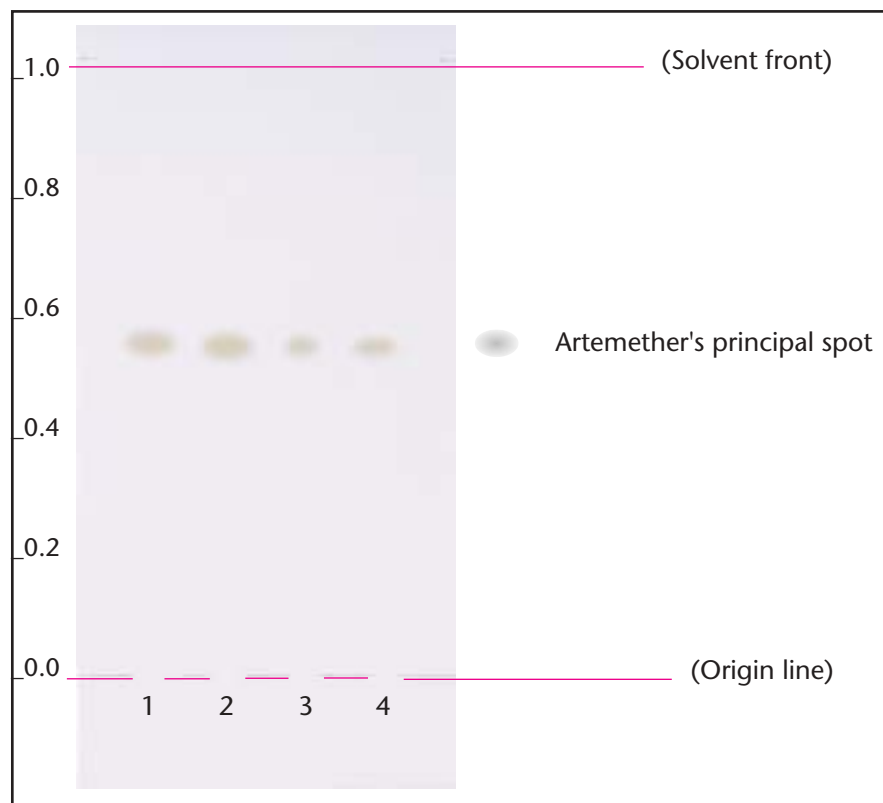 1.0 (Solvent front)
0.8
0.6
Artemether's principal spot
0.4
0.2
0.0 (Origin line)
1 2 3 4